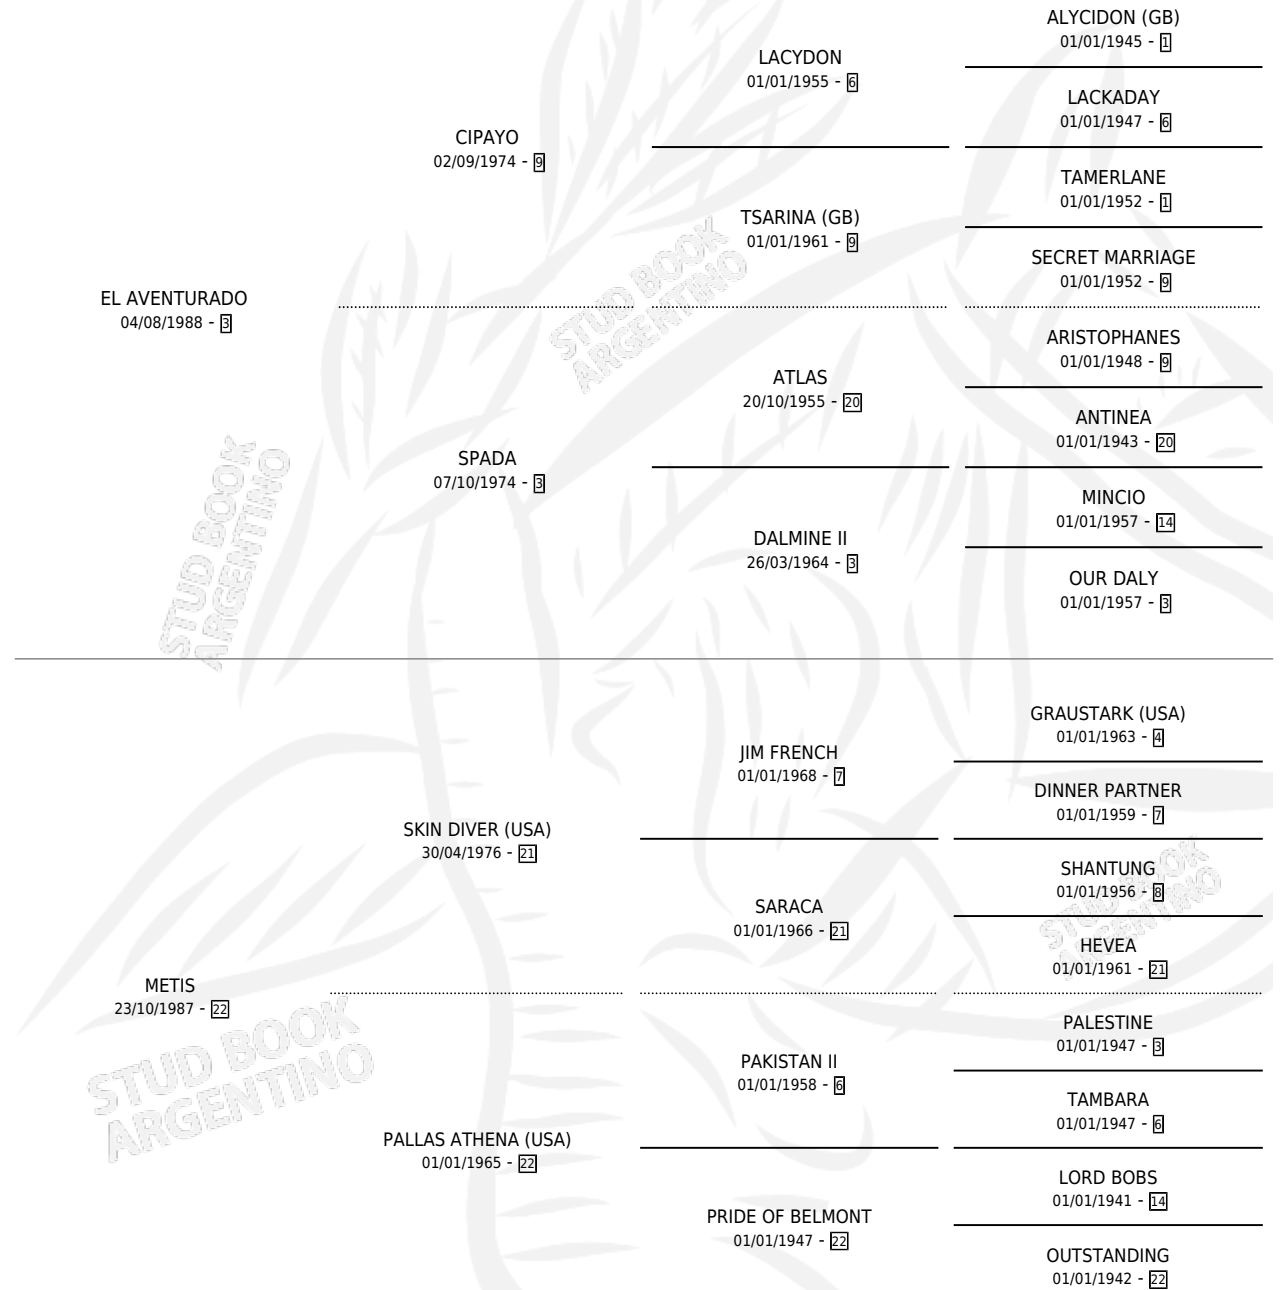 ALYCIDON (GB)
01/01/1945 - 1
LACYDON
01/01/1955 - 6
LACKADAY
01/01/1947 - 6
CIPAYO
02/09/1974 - 9
TAMERLANE
01/01/1952 - 1
TSARINA (GB)
01/01/1961 - 9
SECRET MARRIAGE
01/01/1952 - 9
EL AVENTURADO
04/08/1988 - 3
ARISTOPHANES
01/01/1948 - 9
ATLAS
20/10/1955 - 20
ANTINEA
01/01/1943 - 20
SPADA
07/10/1974 - 3
MINCIO
01/01/1957 - 14
DALMINE II
26/03/1964 - 3
OUR DALY
01/01/1957 - 3
STUD BOOK
ARGENTINO
STUD BOOK
ARGENTINO
GRAUSTARK (USA)
01/01/1963 - 4
JIM FRENCH
01/01/1968 - 7
DINNER PARTNER
01/01/1959 - 7
SKIN DIVER (USA)
30/04/1976 - 21
SHANTUNG
01/01/1956 - 8
SARACA
01/01/1966 - 21
HEVEA
01/01/1961 - 21
METIS
23/10/1987 - 22
PALESTINE
01/01/1947 - 3
PAKISTAN II
01/01/1958 - 6
TAMBARA
01/01/1947 - 6
PALLAS ATHENA (USA)
01/01/1965 - 22
LORD BOBS
01/01/1941 - 14
PRIDE OF BELMONT
01/01/1947 - 22
OUTSTANDING
01/01/1942 - 22
STUD BOOK
ARGENTINO
STUD BOOK
ARGENTINO